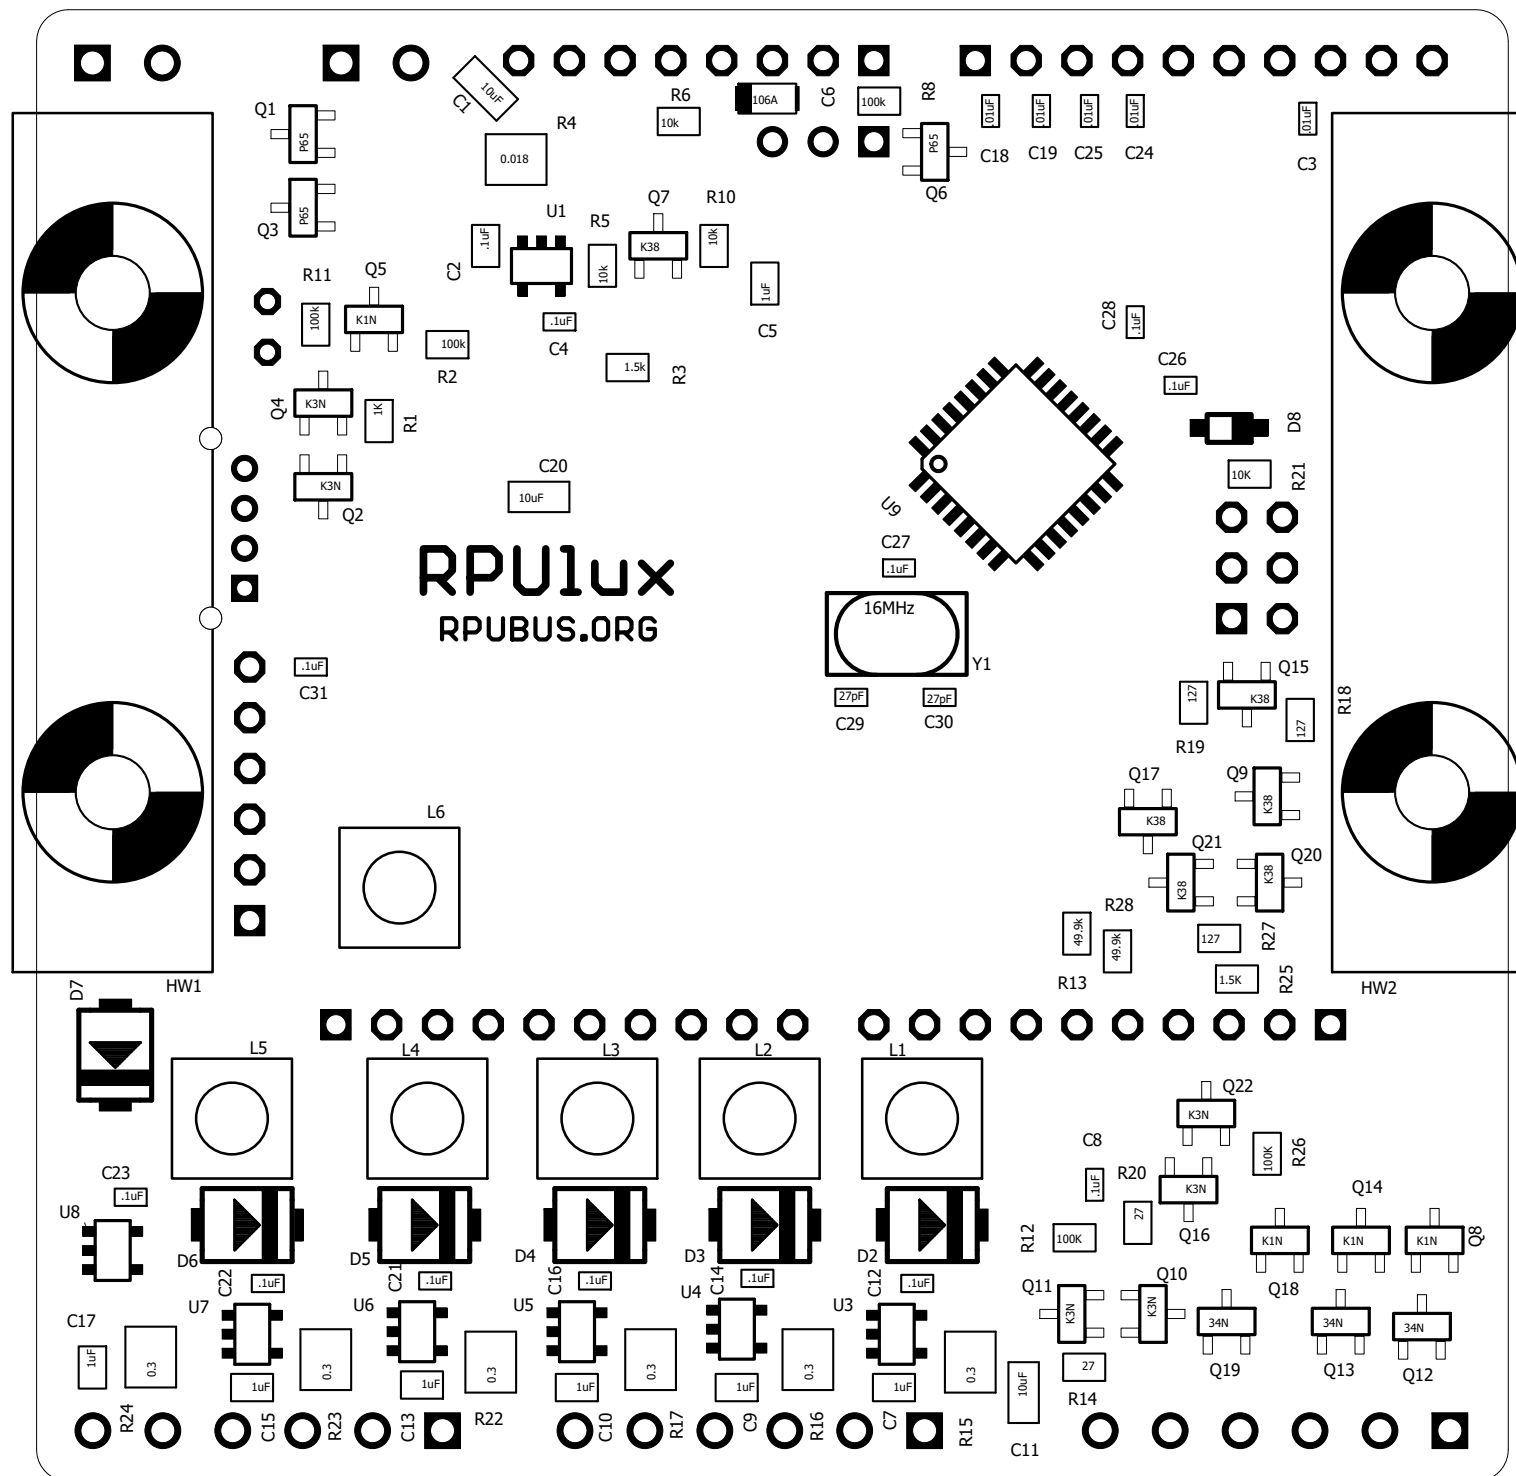 Q1
P65
Q3
P65
C1
10uF
R4
0.018
R6
10k
106A
C6
R8
100k
P65
Q6
.01uF
C18
.01uF
C19
.01uF
C25
.01uF
C24
.01uF
C3
R11
100k
Q5
K1N
C2
.1uF
U1
R5
10k
Q7
K38
R10
10k
1uF
C5
.1uF
C4
R2
100k
1.5k
R3
Q4
K3N
1K
R1
K3N
Q2
C20
10uF
C28
.1uF
C26
.1uF
D8
10K
R21
U9
C27
.1uF
RPUlux
RPUBUS.ORG
16MHz
Y1
27pF
C29
27pF
C30
.1uF
C31
Q15
K38
127
R19
127
R18
Q17
K38
Q9
K38
Q21
K38
Q20
K38
L6
R28
49.9k
49.9k
R13
127
R27
1.5K
R25
HW1
HW2
D7
L5
L4
L3
L2
L1
Q22
K3N
C8
.1uF
R20
27
K3N
Q16
100K
R26
C23
.1uF
U8
D6
D5
D4
D3
D2
R12
100K
Q14
K1N
K1N
Q18
K1N
Q8
C22
.1uF
C21
.1uF
C16
.1uF
C14
.1uF
C12
.1uF
U7
U6
U5
U4
U3
Q11
K3N
Q10
K3N
34N
Q19
34N
Q13
34N
Q12
C17
1uF
0.3
R24
1uF
C15
0.3
R23
1uF
C13
0.3
R22
1uF
C10
0.3
R17
1uF
C9
0.3
R16
1uF
C7
0.3
R15
10uF
C11
27
R14